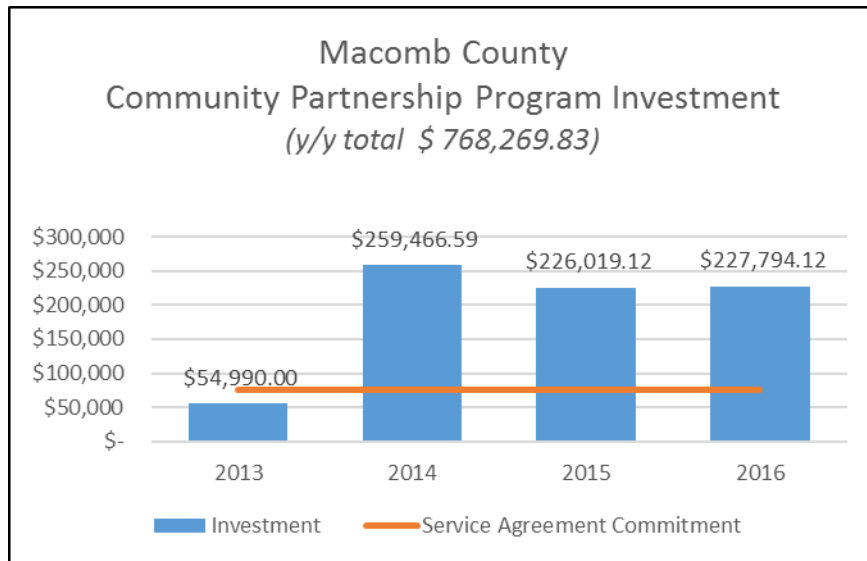 Macomb County
Community Partnership Program Investment
(y/y total $ 768,269.83)
$300,000
$250,000
$200,000
$150,000
$100,000
$50,000
$-
$54,990.00
$259,466.59
$226,019.12
$227,794.12
2013 2014 2015 2016
Investment Service Agreement Commitment